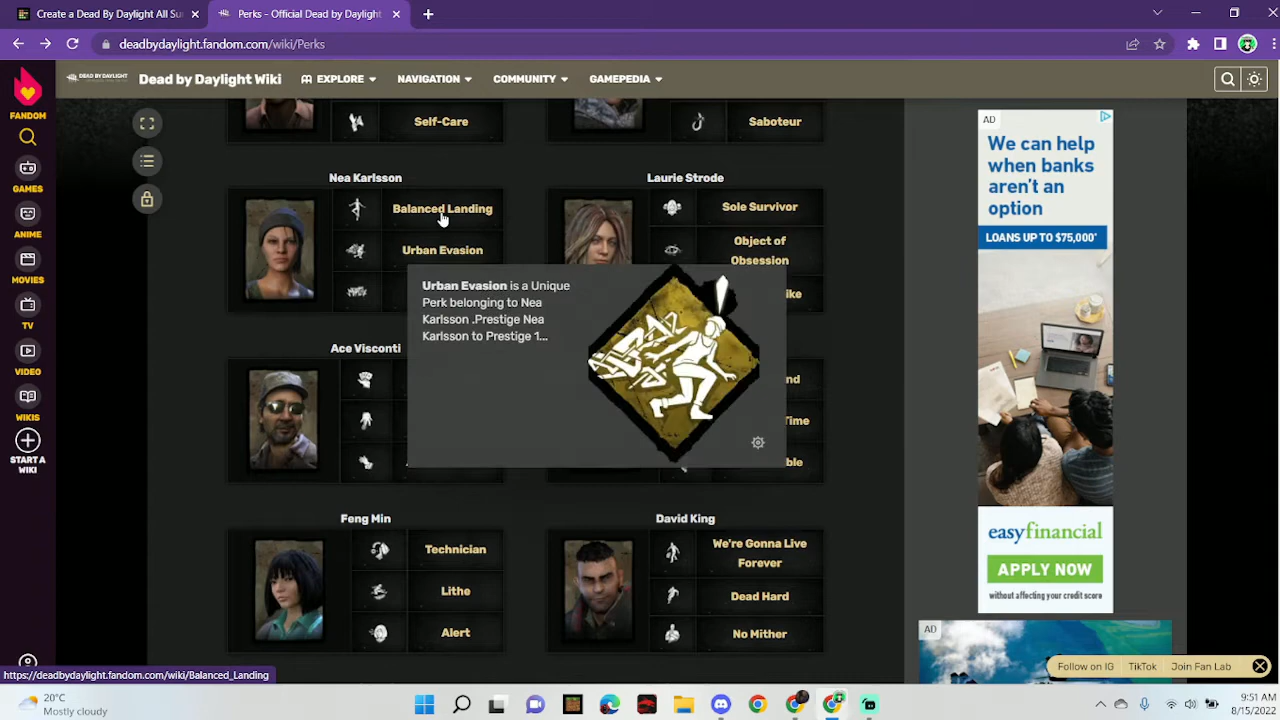 Create All Su
Perks - Official Dead by Daylight
deadbydaylight.fandom.com/wiki/Perks
FANDOM
GAMES
ANIME
MOVIES
TV
VIDEO
WIKIS
START A
WIKI
DEAD BY DAYLIGHT
Dead by Daylight Wiki
EXPLORE
NAVIGATION
COMMUNITY
GAMEPEDIA
Self-Care
Saboteur
Nea Karlsson
Balanced Landing
Urban Evasion
Laurie Strode
Sole Survivor
Object of
Obsession
ike
Urban Evasion is a Unique
Perk belonging to Nea
Karlsson .Prestige Nea
Karlsson to Prestige 1...
Ace Visconti
nd
Time
ble
Feng Min
Technician
Lithe
Alert
David King
We're Gonna Live
Forever
Dead Hard
No Mither
AD
We can help
when banks
aren't an
option
LOANS UP TO $75,000*
easyfinancial
APPLY NOW
without affecting your credit score
AD
Follow on IG
TikTok
Join Fan Lab
https://deadbydaylight.fandom.com/wiki/Balanced_Landing
20°C
Mostly cloudy
9:51 AM
8/15/2022